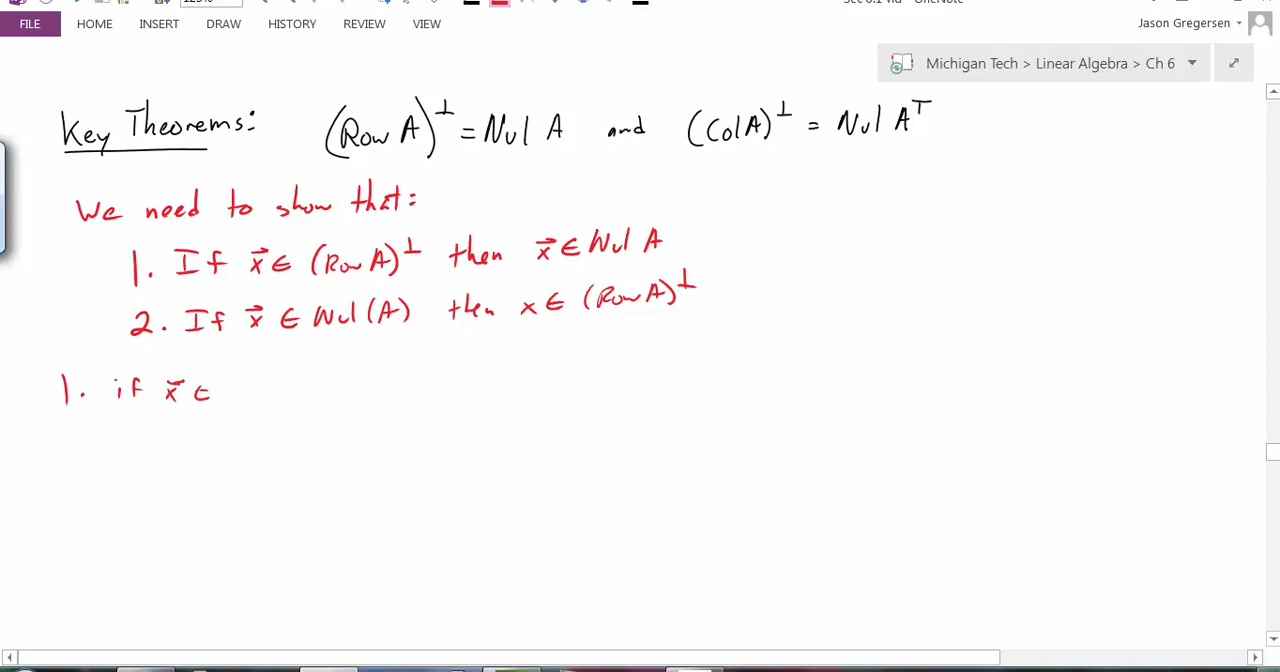 Jason Gregersen
FILE HOME INSERT DRAW HISTORY REVIEW VIEW
Michigan Tech > Linear Algebra > Ch 6
Key Theorems: (Row A)^⊥ = Nul A and (Col A)^⊥ = Nul A^T
We need to show that:
1. If x⃗ ∈ (Row A)^⊥ then x⃗ ∈ Nul A
2. If x⃗ ∈ Nul (A) then x ∈ (Row A)^⊥
1. if x⃗ ∈